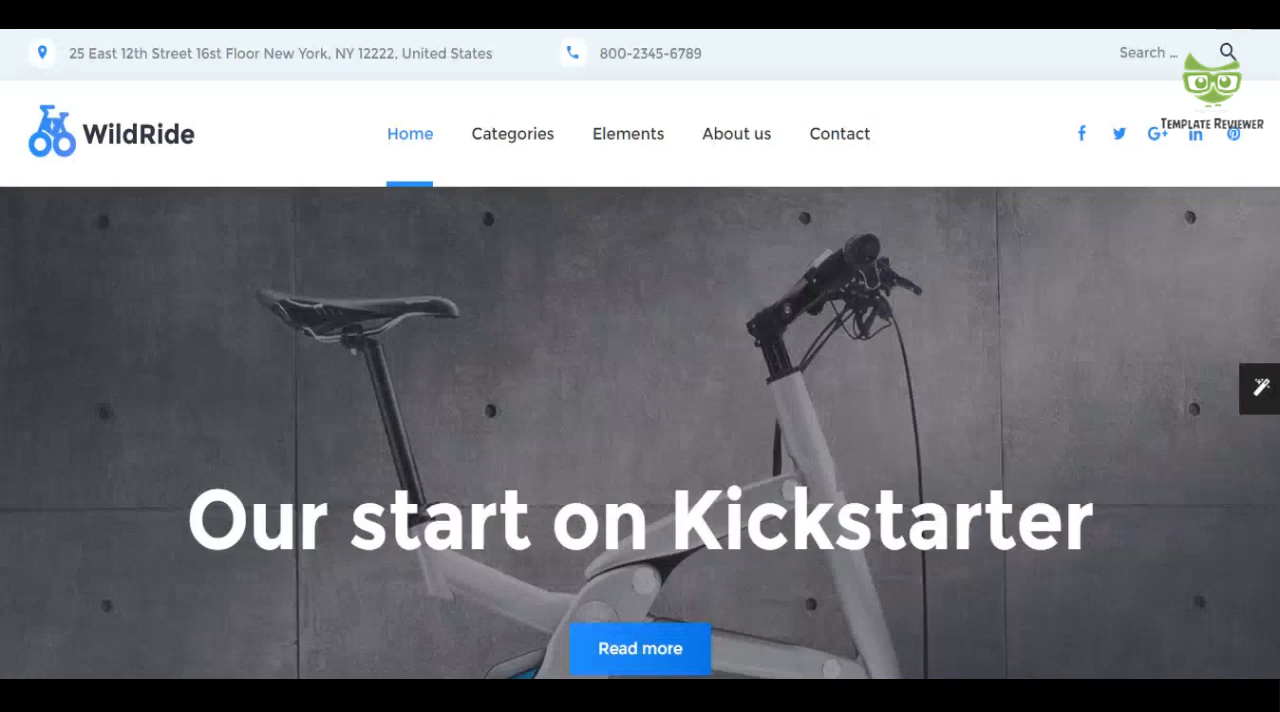 25 East 12th Street 16st Floor New York, NY 12222, United States
800-2345-6789
Search ...
TEMPLATE REVIEWER
WildRide
Home
Categories
Elements
About us
Contact
Our start on Kickstarter
Read more